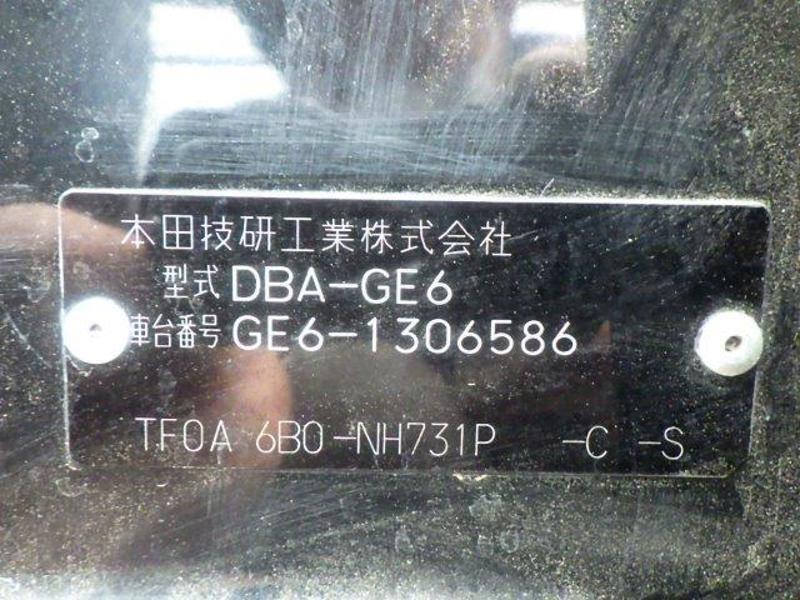 本田技研工業株式会社
型式 DBA-GE6
車台番号 GE6-1306586
TF0A 6B0-NH731P -C -S